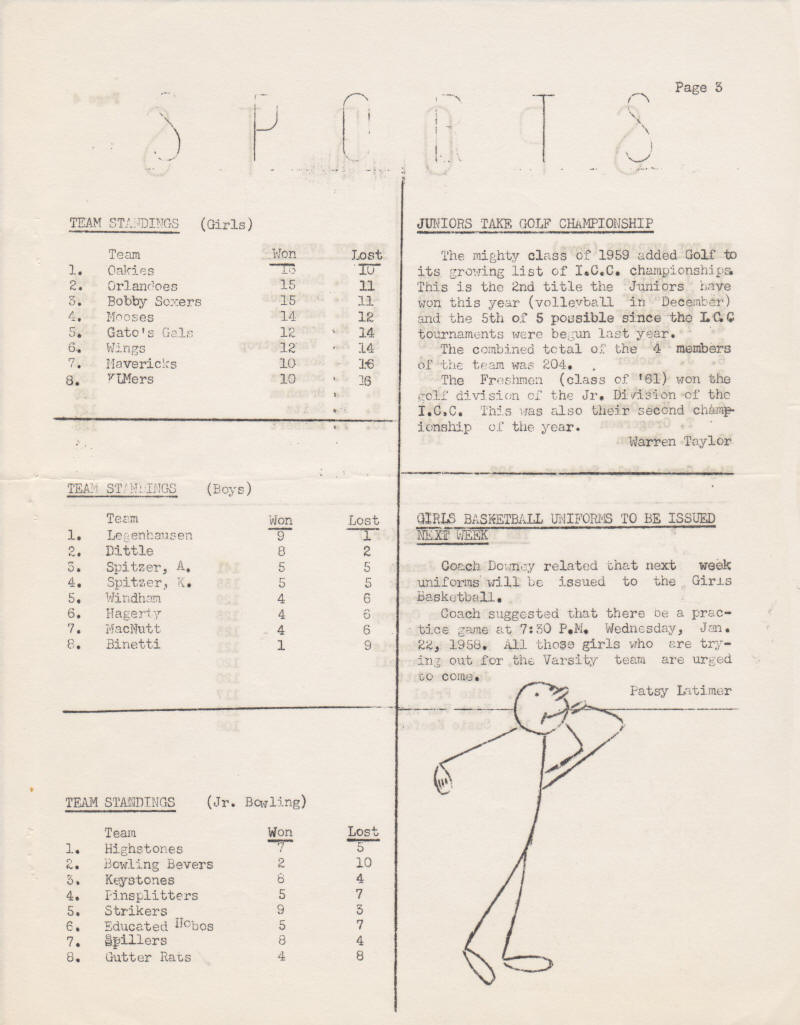 Page 3
SPORTS
TEAM STANDINGS (Girls)
Team Won Lost
1. Oakies 16 10
2. Orlandoes 15 11
3. Bobby Soxers 15 11
4. Mooses 14 12
5. Gato's Gals 12 14
6. Wings 12 14
7. Mavericks 10 16
8. VIMers 10 16
TEAM STANDINGS (Boys)
Team Won Lost
1. Legenhausen 9 1
2. Dittle 8 2
3. Spitzer, A. 5 5
4. Spitzer, K. 5 5
5. Windham 4 6
6. Hagerty 4 6
7. MacNutt 4 6
8. Binetti 1 9
TEAM STANDINGS (Jr. Bowling)
Team Won Lost
1. Highstones 7 5
2. Bowling Bevers 2 10
3. Keystones 8 4
4. Pinsplitters 5 7
5. Strikers 9 3
6. Educated Hobos 5 7
7. Spillers 8 4
8. Gutter Rats 4 8
JUNIORS TAKE GOLF CHAMPIONSHIP
The mighty class of 1959 added Golf to
its growing list of I.C.C. championships.
This is the 2nd title the Juniors have
won this year (volleyball in December)
and the 5th of 5 possible since the I.C.C
tournaments were begun last year.
The combined total of the 4 members
of the team was 204.
The Freshmen (class of '61) won the
golf division of the Jr. Division of the
I.C.C. This was also their second champ-
ionship of the year.
Warren Taylor
GIRLS BASKETBALL UNIFORMS TO BE ISSUED
NEXT WEEK
Coach Downey related that next week
uniforms will be issued to the Girls
Basketball.
Coach suggested that there be a prac-
tice game at 7:30 P.M. Wednesday, Jan.
22, 1958. All those girls who are try-
ing out for the Varsity team are urged
to come.
Patsy Latimer